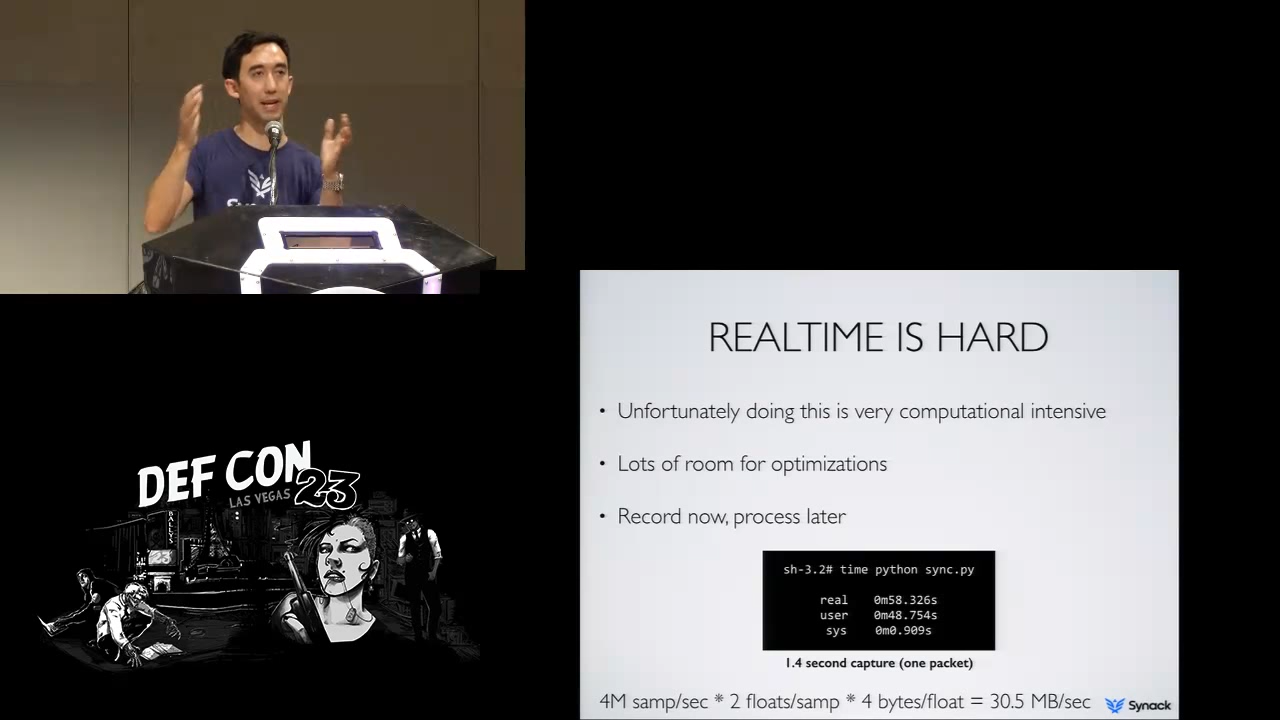 REALTIME IS HARD
• Unfortunately doing this is very computational intensive
• Lots of room for optimizations
• Record now, process later
sh-3.2# time python sync.py
real 0m58.326s
user 0m48.754s
sys 0m0.909s
1.4 second capture (one packet)
4M samp/sec * 2 floats/samp * 4 bytes/float = 30.5 MB/sec
Synack
DEF CON
LAS VEGAS 23
BALLYS